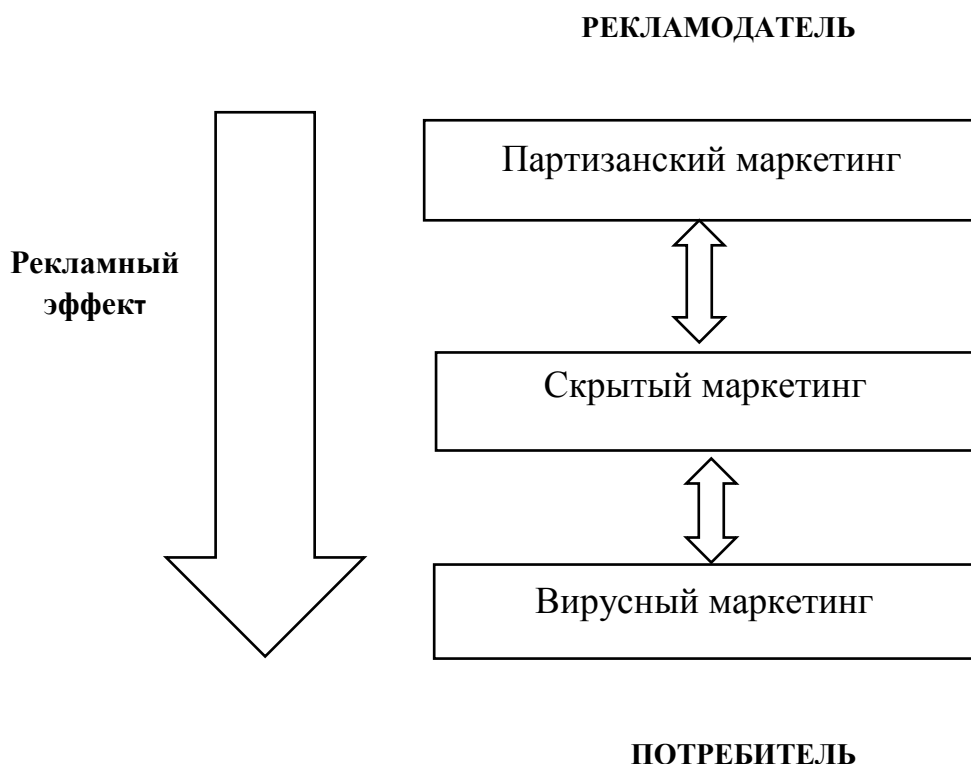 РЕКЛАМОДАТЕЛЬ
Партизанский маркетинг
Рекламный
эффект
Скрытый маркетинг
Вирусный маркетинг
ПОТРЕБИТЕЛЬ